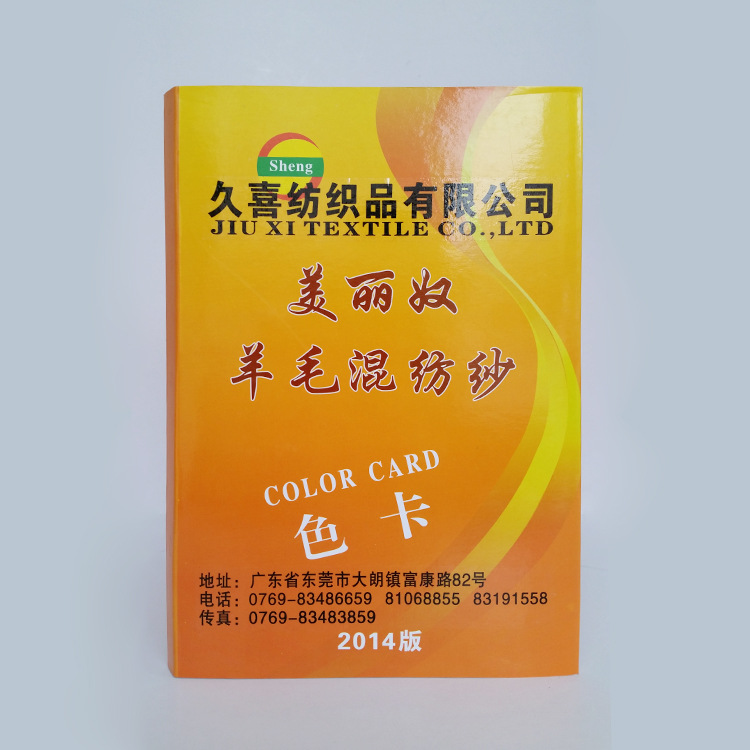 Sheng
久喜纺织品有限公司
JIU XI TEXTILE CO.,LTD
美丽奴
羊毛混纺纱
COLOR CARD
色卡
地址：广东省东莞市大朗镇富康路82号
电话：0769-83486659 81068855 83191558
传真：0769-83483859
2014版